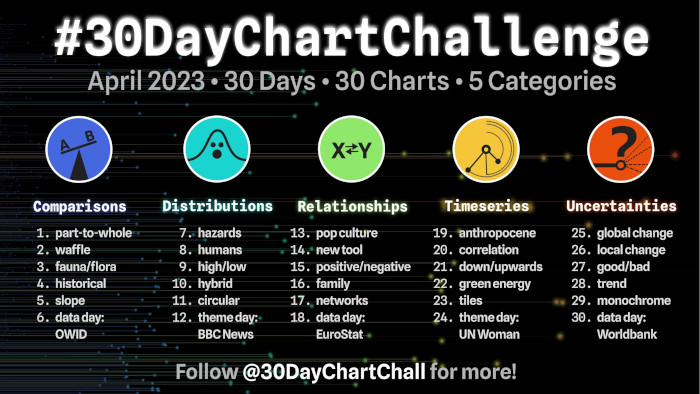 #30DayChartChallenge
April 2023 • 30 Days • 30 Charts • 5 Categories
A B
X⇄Y
?
Comparisons
1. part-to-whole
2. waffle
3. fauna/flora
4. historical
5. slope
6. data day:
OWID
Distributions
7. hazards
8. humans
9. high/low
10. hybrid
11. circular
12. theme day:
BBC News
Relationships
13. pop culture
14. new tool
15. positive/negative
16. family
17. networks
18. data day:
EuroStat
Timeseries
19. anthropocene
20. correlation
21. down/upwards
22. green energy
23. tiles
24. theme day:
UN Woman
Uncertainties
25. global change
26. local change
27. good/bad
28. trend
29. monochrome
30. data day:
Worldbank
Follow @30DayChartChall for more!